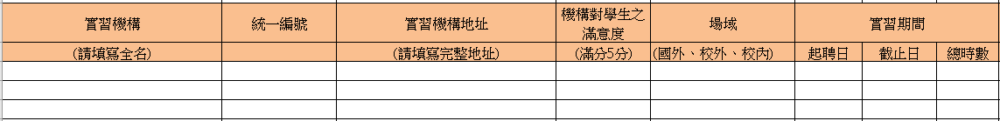 實習機構 統一編號 實習機構地址 機構對學生之滿意度 場域 實習期間
(請填寫全名) (請填寫完整地址) (滿分5分) (國外、校外、校內) 起聘日 截止日 總時數